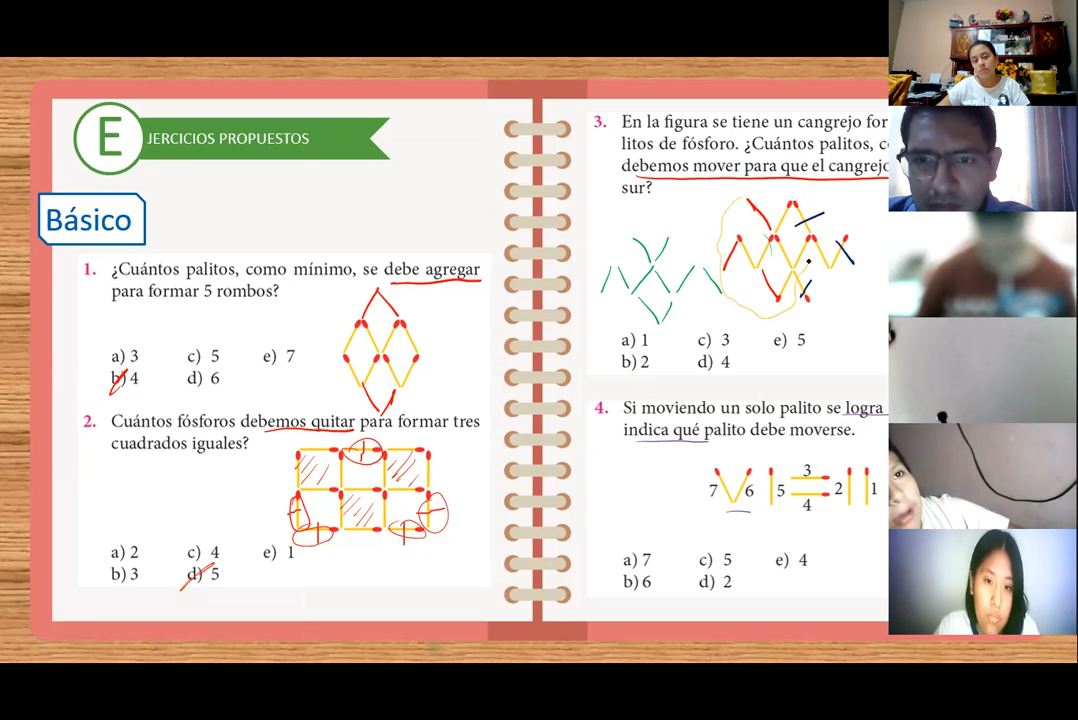 E
JERCICIOS PROPUESTOS
Básico
1. ¿Cuántos palitos, como mínimo, se debe agregar
para formar 5 rombos?
a) 3 c) 5 e) 7
b) 4 d) 6
2. Cuántos fósforos debemos quitar para formar tres
cuadrados iguales?
a) 2 c) 4 e) 1
b) 3 d) 5
3. En la figura se tiene un cangrejo for
litos de fósforo. ¿Cuántos palitos, c
debemos mover para que el cangrejo
sur?
a) 1 c) 3 e) 5
b) 2 d) 4
4. Si moviendo un solo palito se logra
indica qué palito debe moverse.
7 6 5 3 4 2 1
a) 7 c) 5 e) 4
b) 6 d) 2